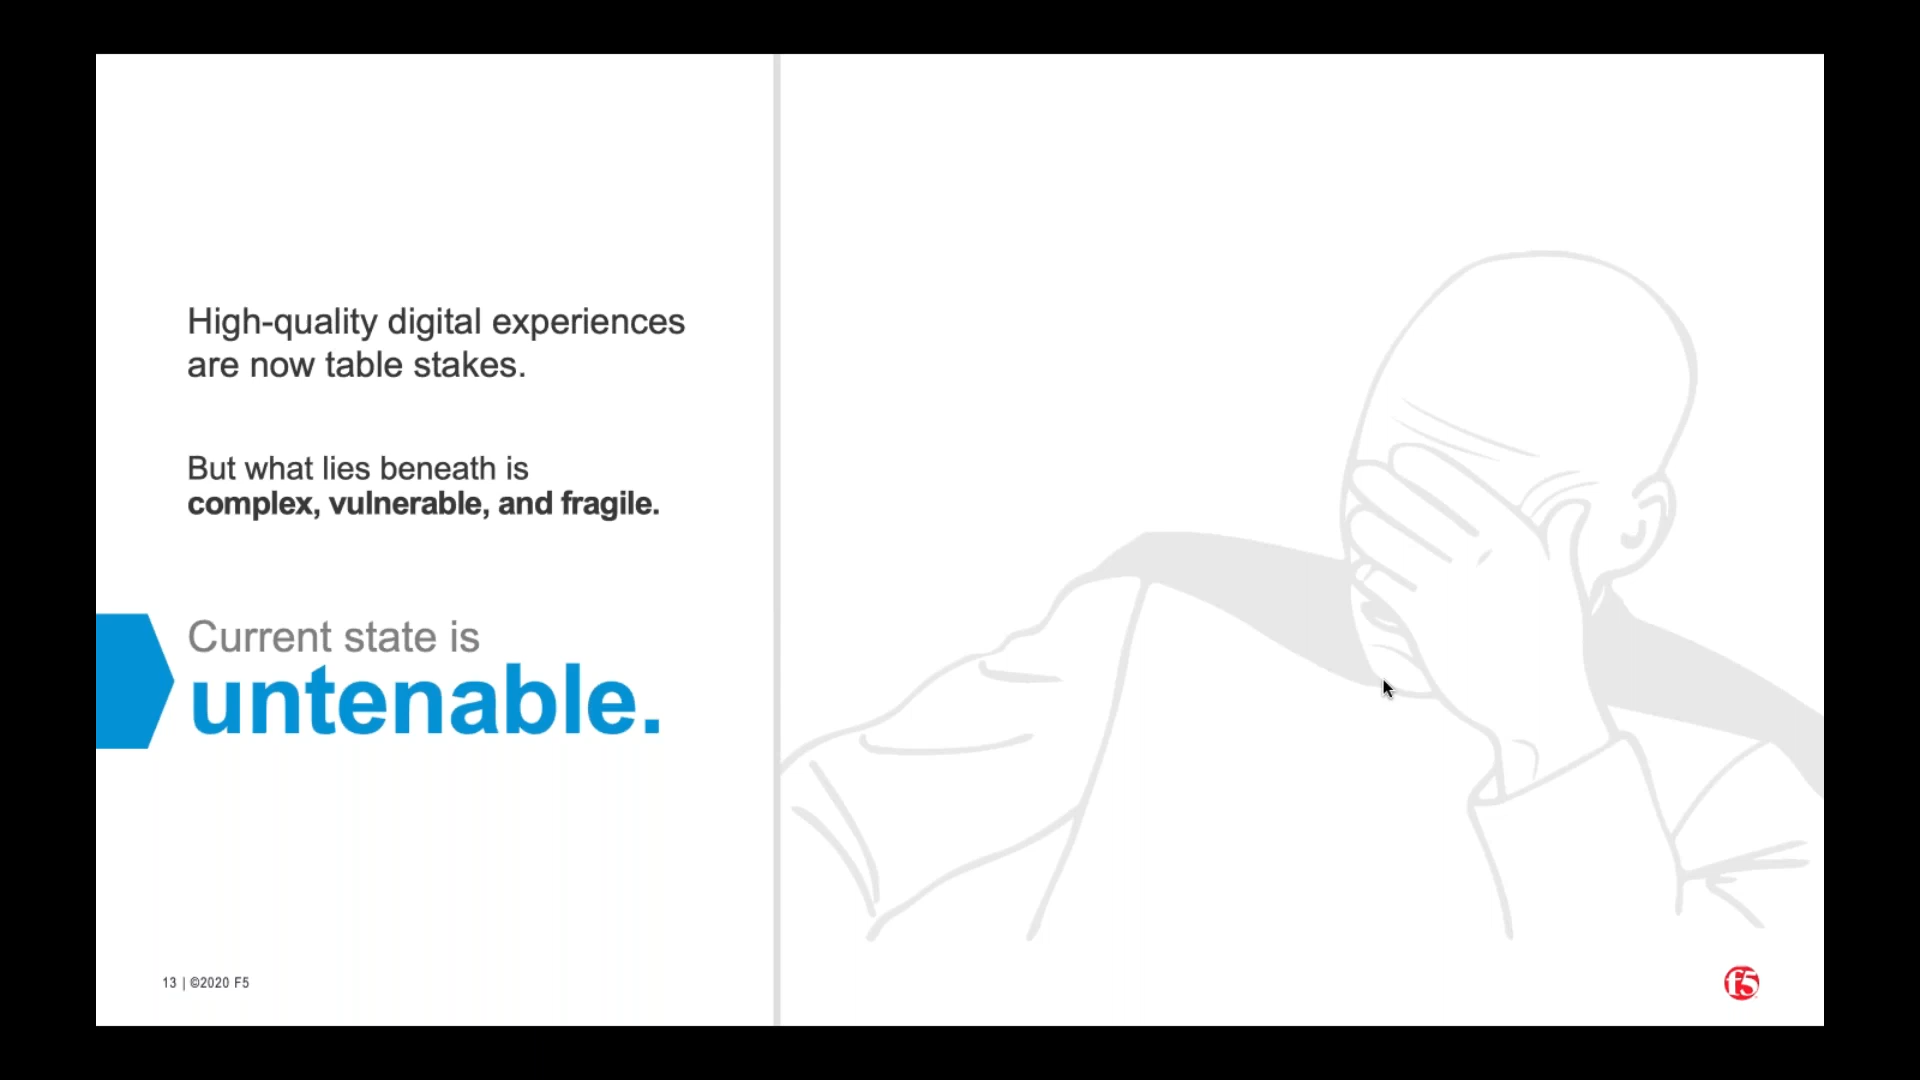 High-quality digital experiences
are now table stakes.
But what lies beneath is
complex, vulnerable, and fragile.
Current state is
untenable.
13 | ©2020 F5
f5